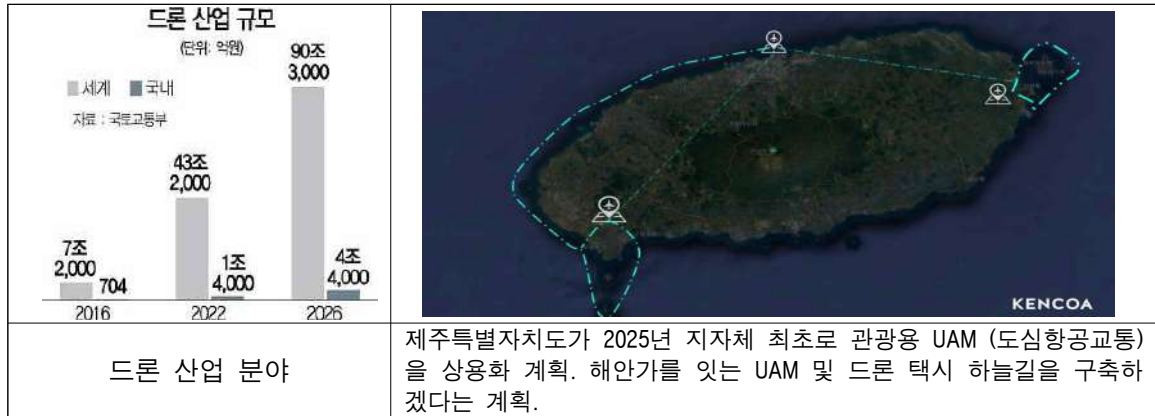 드론 산업 규모
(단위: 억원)
세계 국내
자료 : 국토교통부
7조
2,000
704
43조
2,000
1조
4,000
90조
3,000
4조
4,000
2016 2022 2026
KENCOA
드론 산업 분야
제주특별자치도가 2025년 지자체 최초로 관광용 UAM (도심항공교통)
을 상용화 계획. 해안가를 잇는 UAM 및 드론 택시 하늘길을 구축하
겠다는 계획.